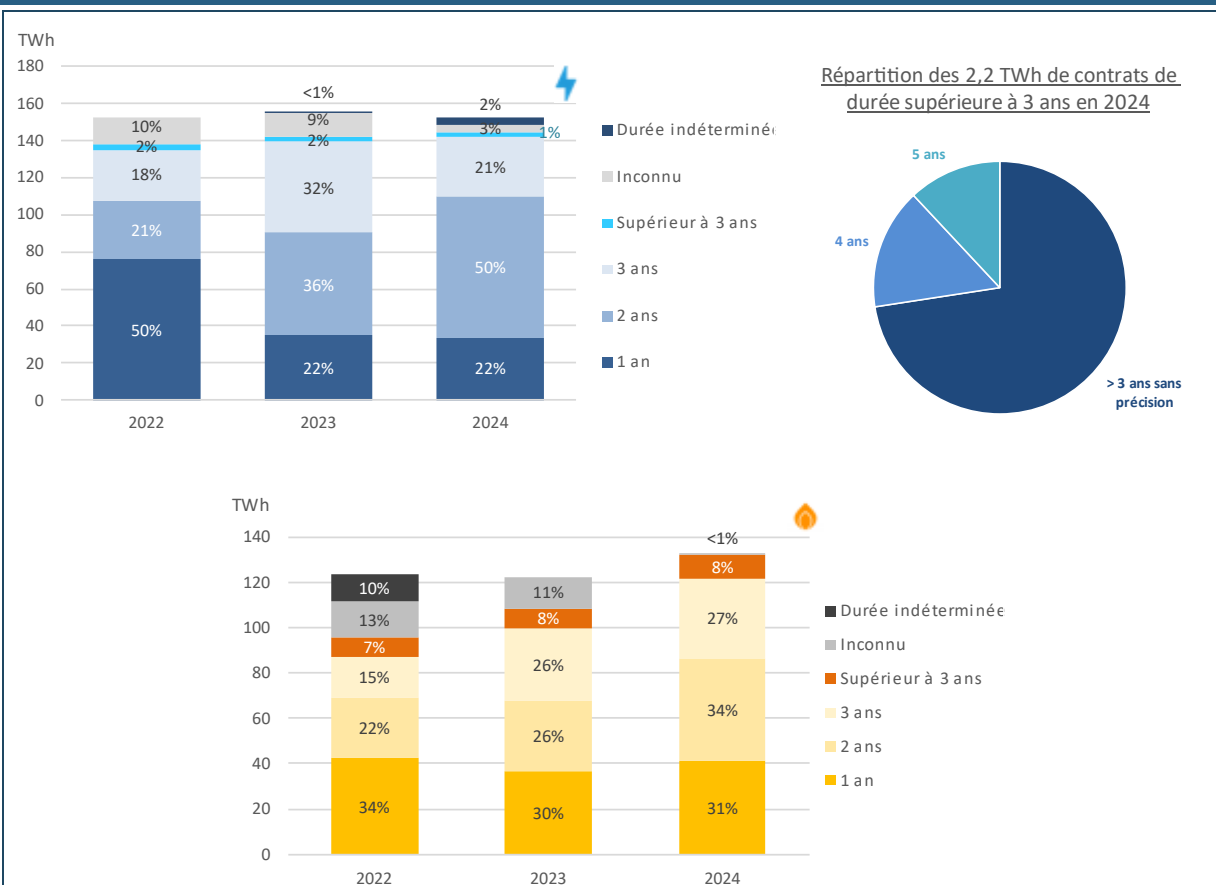 TWh
180
160
140
120
100
80
60
40
20
0
10%
2%
18%
21%
50%
<1%
9%
2%
32%
36%
22%
2%
3%
1%
21%
50%
22%
2022
2023
2024
Durée indéterminée
Inconnu
Supérieur à 3 ans
3 ans
2 ans
1 an
Répartition des 2,2 TWh de contrats de
durée supérieure à 3 ans en 2024
5 ans
4 ans
> 3 ans sans
précision
TWh
140
120
100
80
60
40
20
0
10%
13%
7%
15%
22%
34%
11%
8%
26%
26%
30%
<1%
8%
27%
34%
31%
2022
2023
2024
Durée indéterminée
Inconnu
Supérieur à 3 ans
3 ans
2 ans
1 an